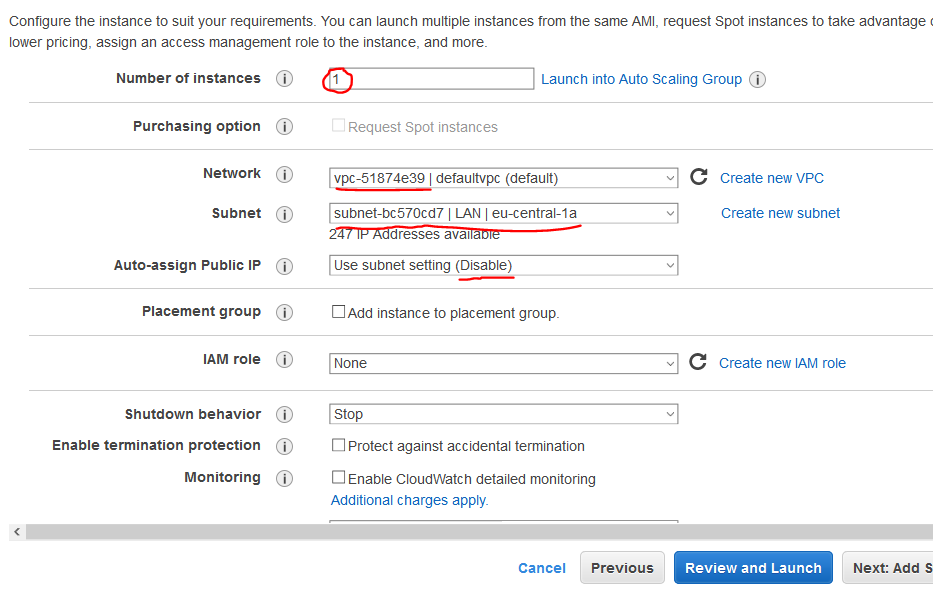 Configure the instance to suit your requirements. You can launch multiple instances from the same AMI, request Spot instances to take advantage
lower pricing, assign an access management role to the instance, and more.
Number of instances i 1 Launch into Auto Scaling Group i
Purchasing option i Request Spot instances
Network i vpc-51874e39 | defaultvpc (default) Create new VPC
Subnet i subnet-bc570cd7 | LAN | eu-central-1a Create new subnet
247 IP Addresses available
Auto-assign Public IP i Use subnet setting (Disable)
Placement group i Add instance to placement group.
IAM role i None Create new IAM role
Shutdown behavior i Stop
Enable termination protection i Protect against accidental termination
Monitoring i Enable CloudWatch detailed monitoring
Additional charges apply.
Cancel Previous Review and Launch Next: Add S